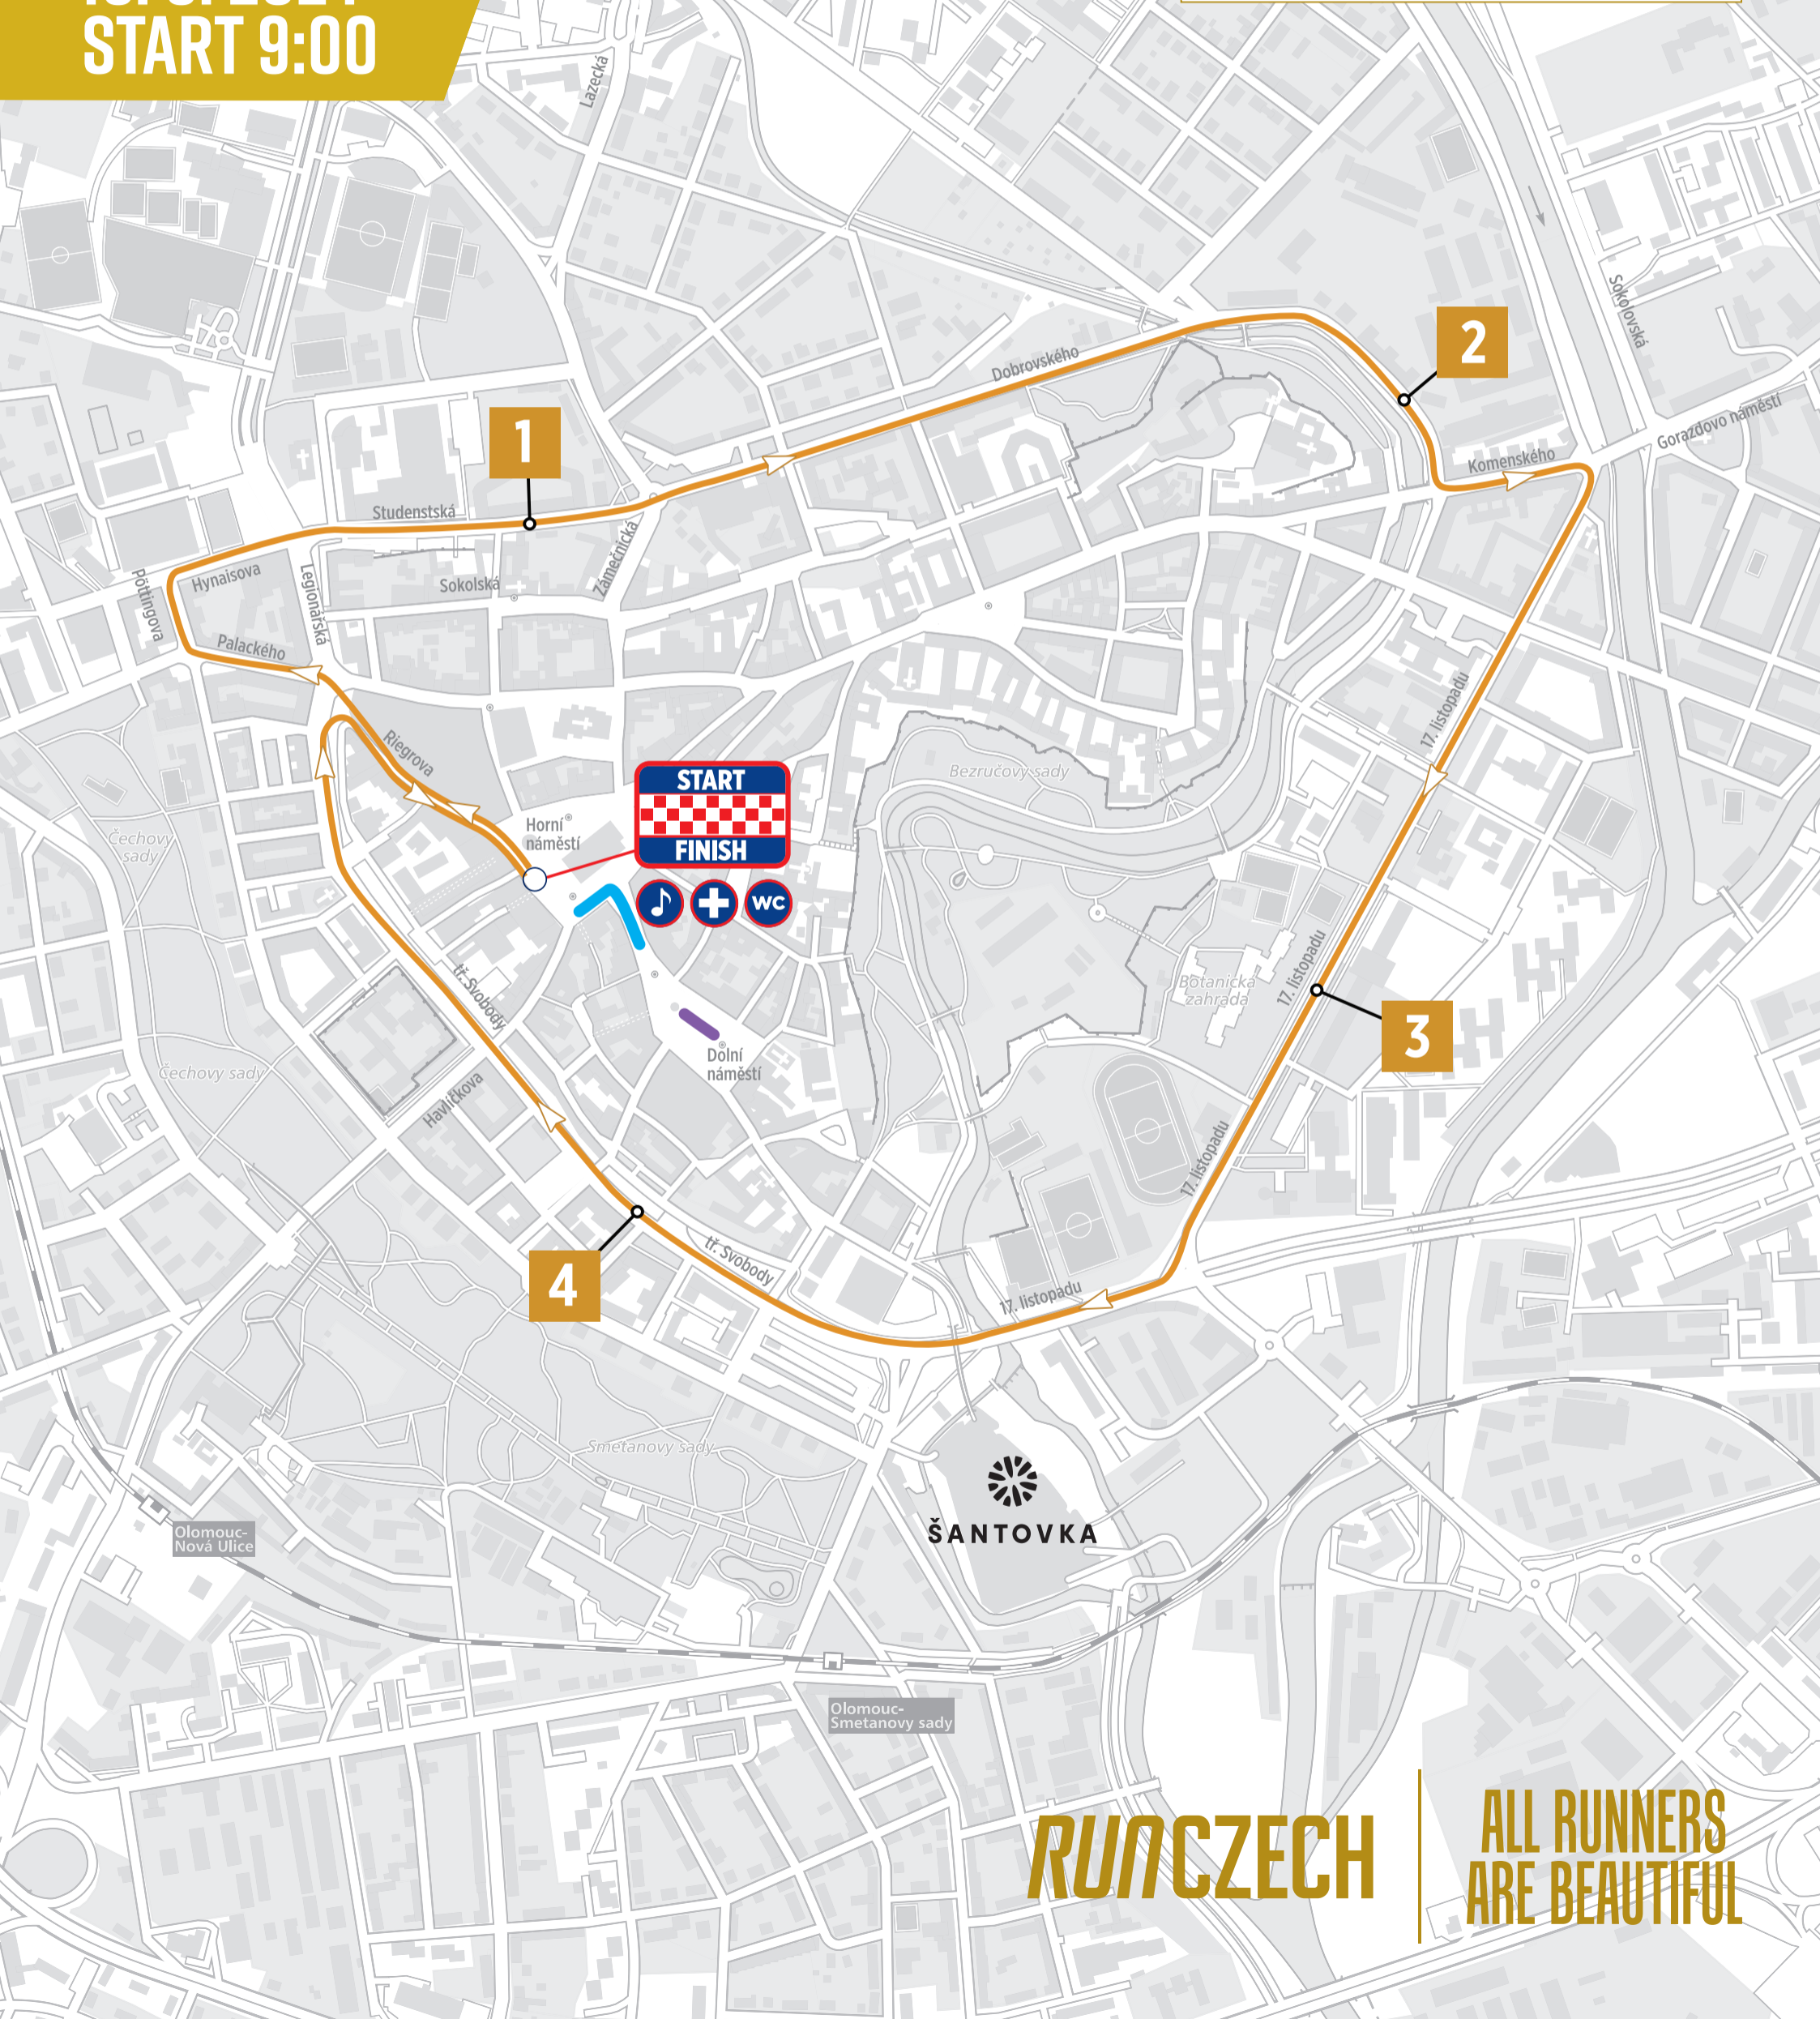 START 9:00
Lazecká
Sokolovská
2
Dobrovského
Gorazdovo náměstí
1
Komenského
Studenstská
Zámečnická
Hynaisova
Sokolská
Pöttingova
Legionářská
Palackého
17. listopadu
Riegrova
Bezručovy sady
START
Horní
náměstí
FINISH
WC
Čechovy
sady
17. listopadu
Botanická
zahrada
tř. Svobody
3
Dolní
náměstí
Čechovy sady
Havlíčkova
17. listopadu
4
tř. Svobody
17. listopadu
Smetanovy sady
ŠANTOVKA
Olomouc-
Nová Ulice
Olomouc-
Smetanovy sady
RUNCZECH
ALL RUNNERS
ARE BEAUTIFUL